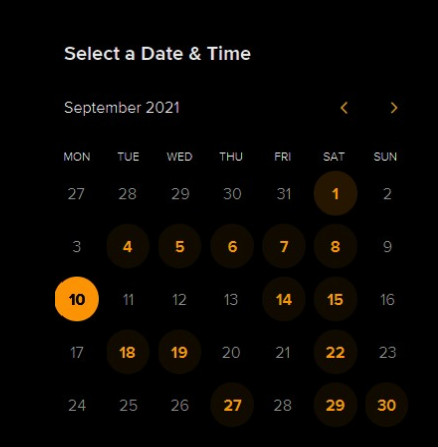 Select a Date & Time
September 2021 < >
MON TUE WED THU FRI SAT SUN
27 28 29 30 31 1 2
3 4 5 6 7 8 9
10 11 12 13 14 15 16
17 18 19 20 21 22 23
24 25 26 27 28 29 30